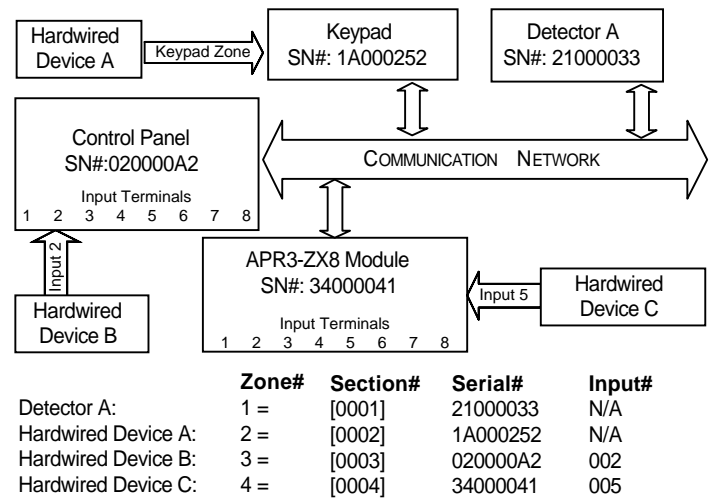 Hardwired
Device A
Keypad Zone
Keypad
SN#: 1A000252
Detector A
SN#: 21000033
Control Panel
SN#:020000A2
Input Terminals
1 2 3 4 5 6 7 8
COMMUNICATION NETWORK
Input 2
Hardwired
Device B
APR3-ZX8 Module
SN#: 34000041
Input Terminals
1 2 3 4 5 6 7 8
Input 5
Hardwired
Device C
Zone# Section# Serial# Input#
Detector A: 1 = [0001] 21000033 N/A
Hardwired Device A: 2 = [0002] 1A000252 N/A
Hardwired Device B: 3 = [0003] 020000A2 002
Hardwired Device C: 4 = [0004] 34000041 005